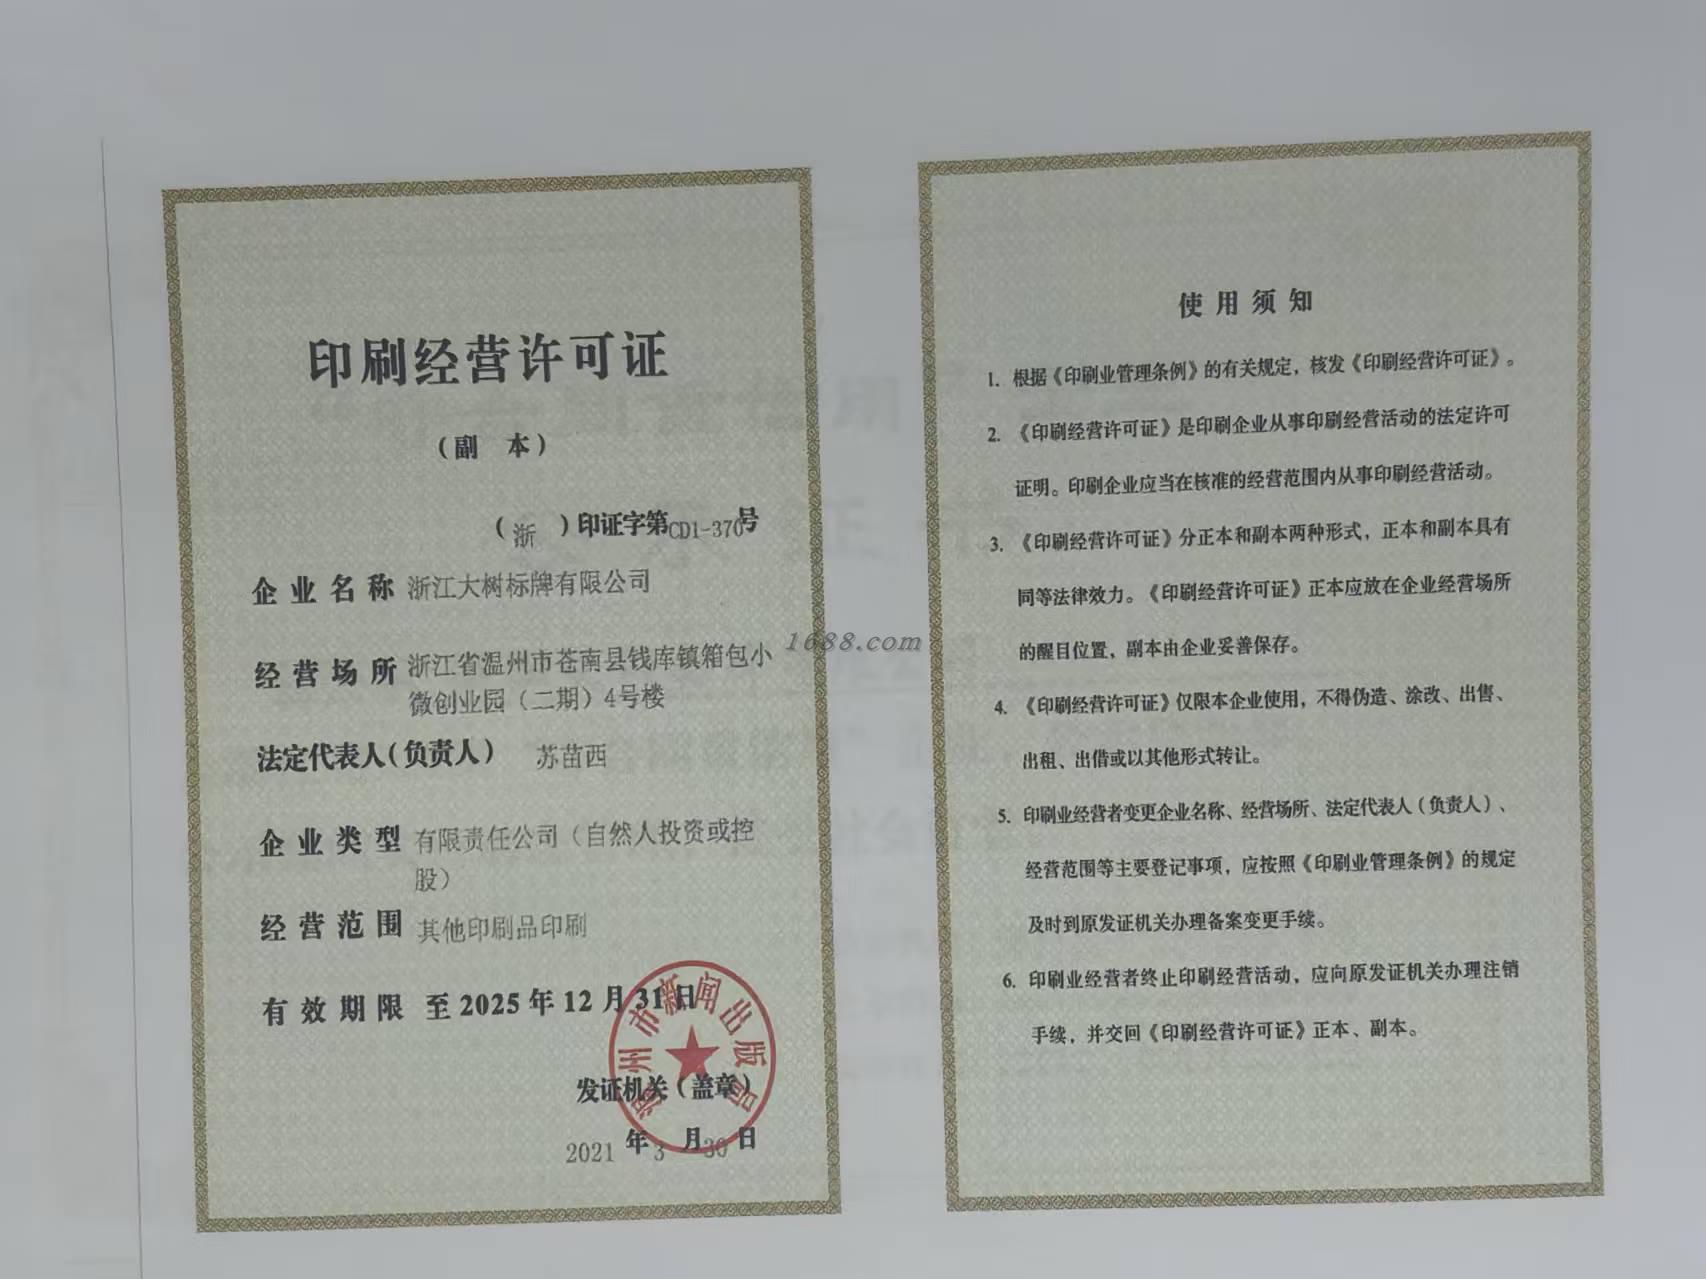 印刷经营许可证
（副 本）
（浙）印证字第CD1-370号
企业名称 浙江大树标牌有限公司
经营场所 浙江省温州市苍南县钱库镇箱包小
微创业园（二期）4号楼
法定代表人（负责人） 苏苗西
企业类型 有限责任公司（自然人投资或控
股）
经营范围 其他印刷品印刷
有效期限 至2025年12月31日
温州市新闻出版局
发证机关（盖章）
2021年3月30日
1688.com
使用须知
1. 根据《印刷业管理条例》的有关规定，核发《印刷经营许可证》。
2. 《印刷经营许可证》是印刷企业从事印刷经营活动的法定许可
证明。印刷企业应当在核准的经营范围内从事印刷经营活动。
3. 《印刷经营许可证》分正本和副本两种形式，正本和副本具有
同等法律效力。《印刷经营许可证》正本应放在企业经营场所
的醒目位置，副本由企业妥善保存。
4. 《印刷经营许可证》仅限本企业使用，不得伪造、涂改、出售、
出租、出借或以其他形式转让。
5. 印刷业经营者变更企业名称、经营场所、法定代表人（负责人）、
经营范围等主要登记事项，应按照《印刷业管理条例》的规定
及时到原发证机关办理备案变更手续。
6. 印刷业经营者终止印刷经营活动，应向原发证机关办理注销
手续，并交回《印刷经营许可证》正本、副本。